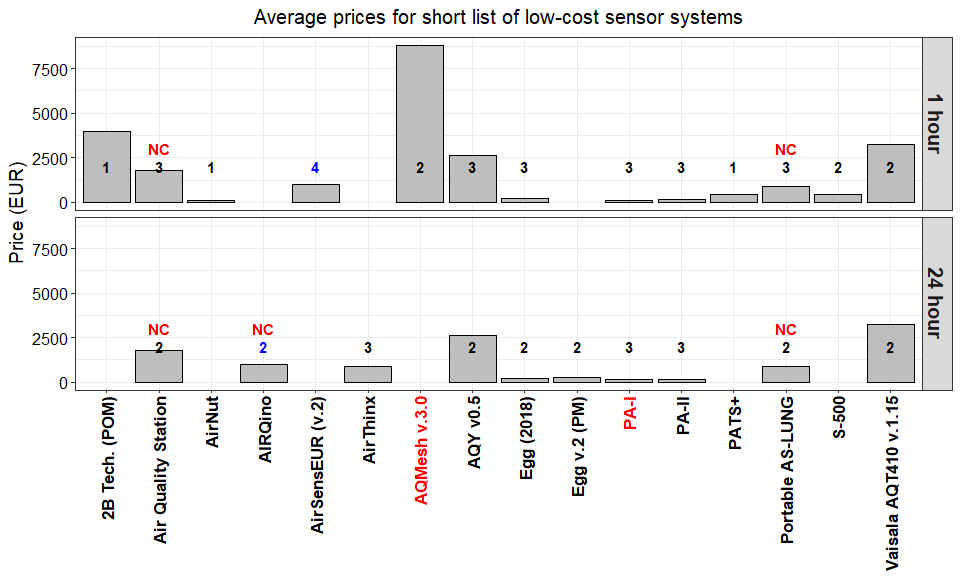 Average prices for short list of low-cost sensor systems
Price (EUR)
7500
5000
2500
0
NC NC
1 3 1 4 2 3 3 3 3 1 3 2 2
1 hour
7500
5000
2500
0
NC NC NC
2 2 3 2 2 2 3 3 2 2
24 hour
2B Tech. (POM)
Air Quality Station
AirNut
AIRQino
AirSensEUR (v.2)
AirThinx
AQMesh v.3.0
AQY v0.5
Egg (2018)
Egg v.2 (PM)
PA-I
PA-II
PATS+
Portable AS-LUNG
S-500
Vaisala AQT410 v.1.15